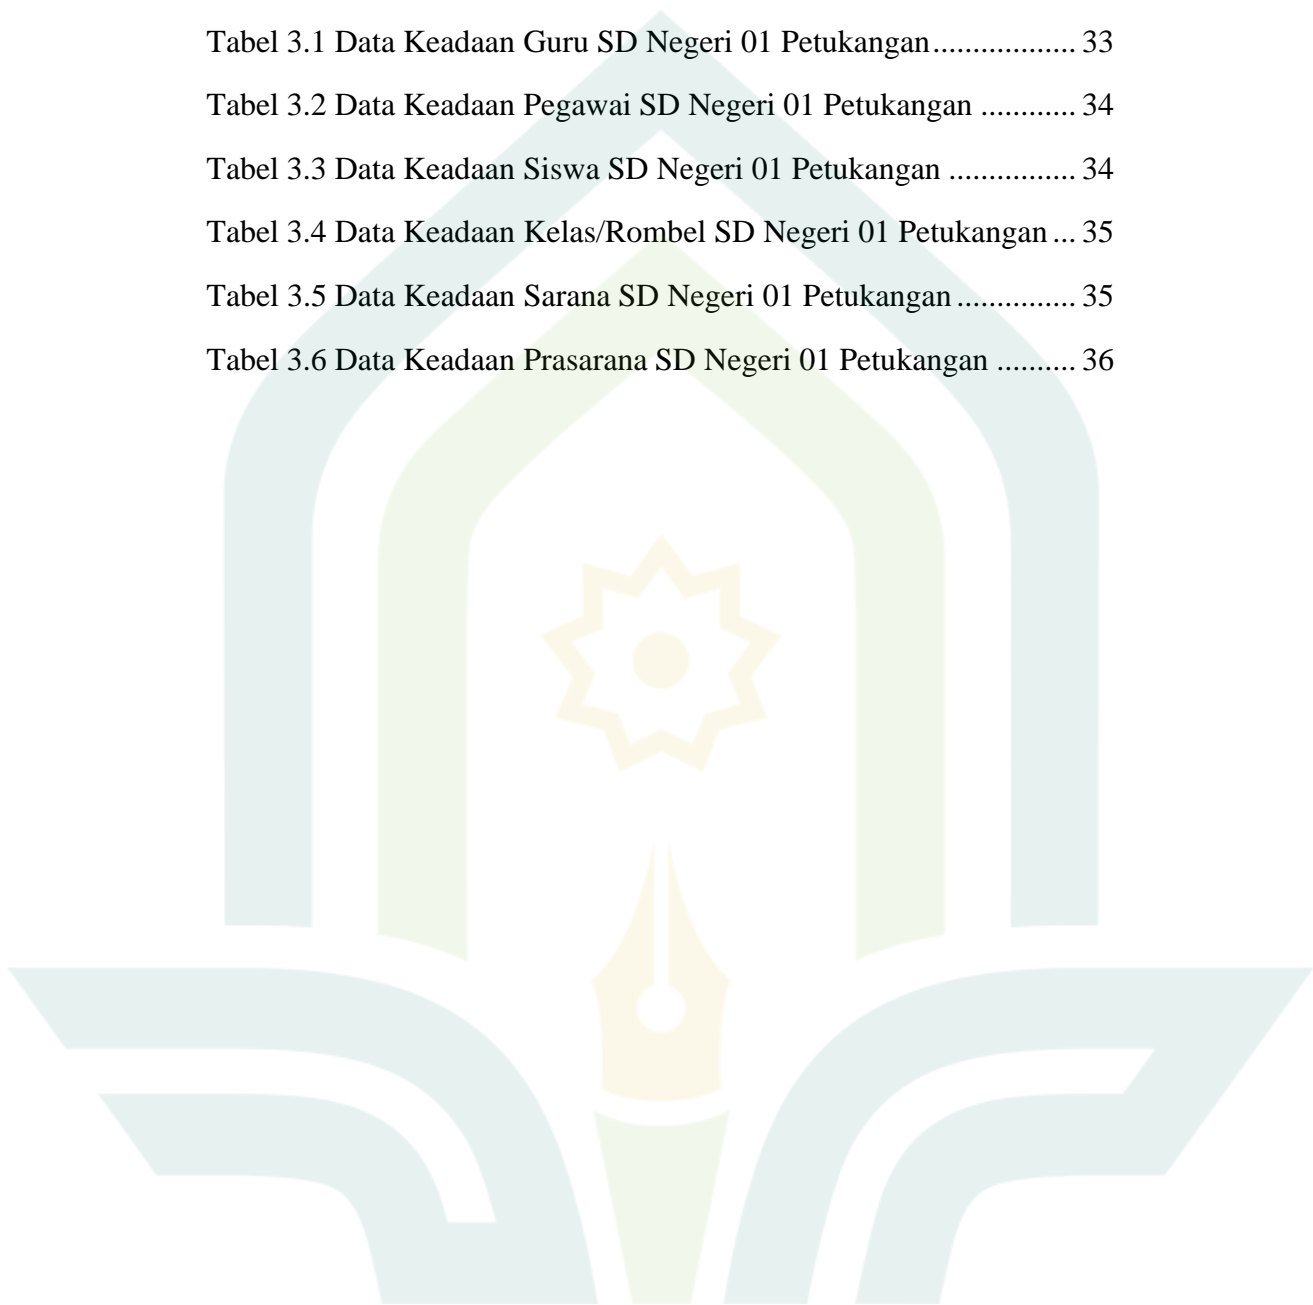 Tabel 3.1 Data Keadaan Guru SD Negeri 01 Petukangan.................. 33
Tabel 3.2 Data Keadaan Pegawai SD Negeri 01 Petukangan ............ 34
Tabel 3.3 Data Keadaan Siswa SD Negeri 01 Petukangan ................ 34
Tabel 3.4 Data Keadaan Kelas/Rombel SD Negeri 01 Petukangan ... 35
Tabel 3.5 Data Keadaan Sarana SD Negeri 01 Petukangan ............... 35
Tabel 3.6 Data Keadaan Prasarana SD Negeri 01 Petukangan .......... 36